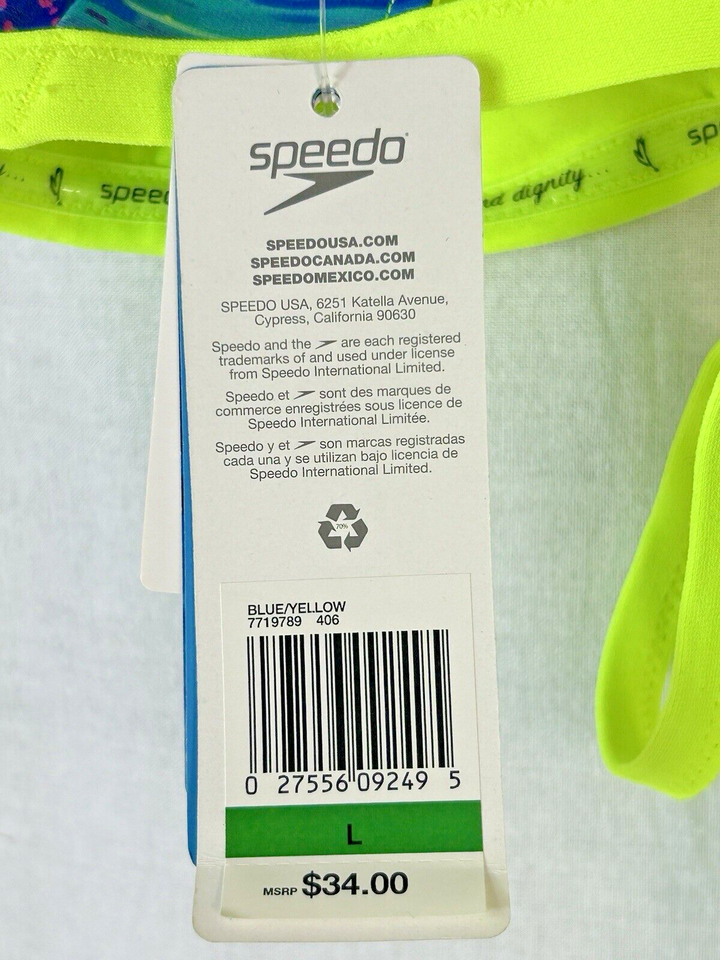 speedo
nd dignity...
speedo
SPEEDOUSA.COM
SPEEDOCANADA.COM
SPEEDOMEXICO.COM
SPEEDO USA, 6251 Katella Avenue,
Cypress, California 90630
Speedo and the are each registered
trademarks of and used under license
from Speedo International Limited.
Speedo et sont des marques de
commerce enregistrées sous licence de
Speedo International Limitée.
Speedo y et son marcas registradas
cada una y se utilizan bajo licencia de
Speedo International Limited.
70%
BLUE/YELLOW
7719789 406
0 27556 09249 5
L
MSRP $34.00